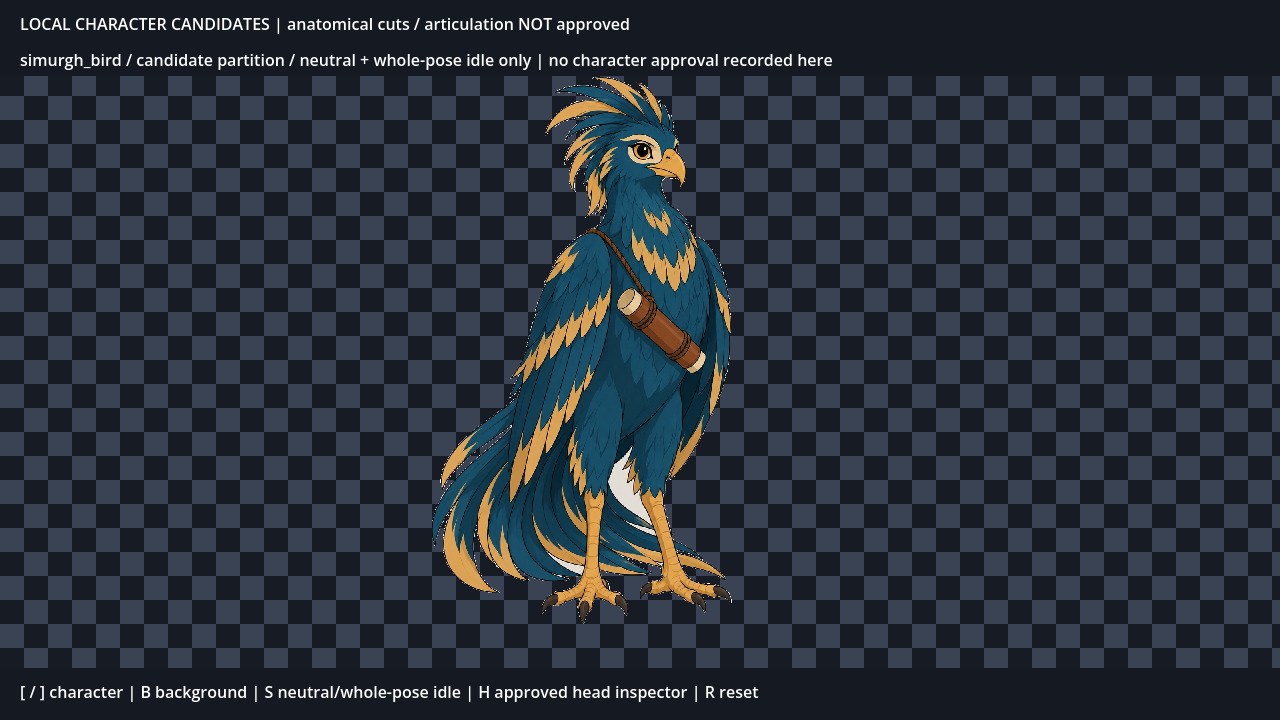 LOCAL CHARACTER CANDIDATES | anatomical cuts / articulation NOT approved
simurgh_bird / candidate partition / neutral + whole-pose idle only | no character approval recorded here
[ / ] character | B background | S neutral/whole-pose idle | H approved head inspector | R reset